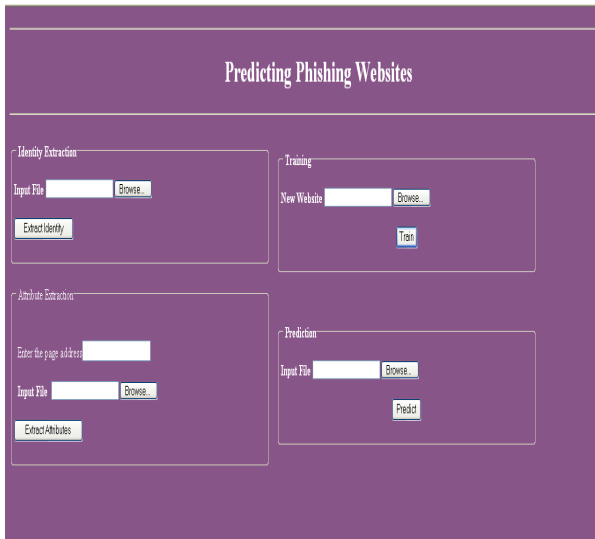 Predicting Phishing Websites
Identity Extraction
Input File Browse...
Extract Identity
Training
New Website Browse...
Train
Attribute Extraction
Enter the page address
Input File Browse...
Extract Attributes
Prediction
Input File Browse...
Predict